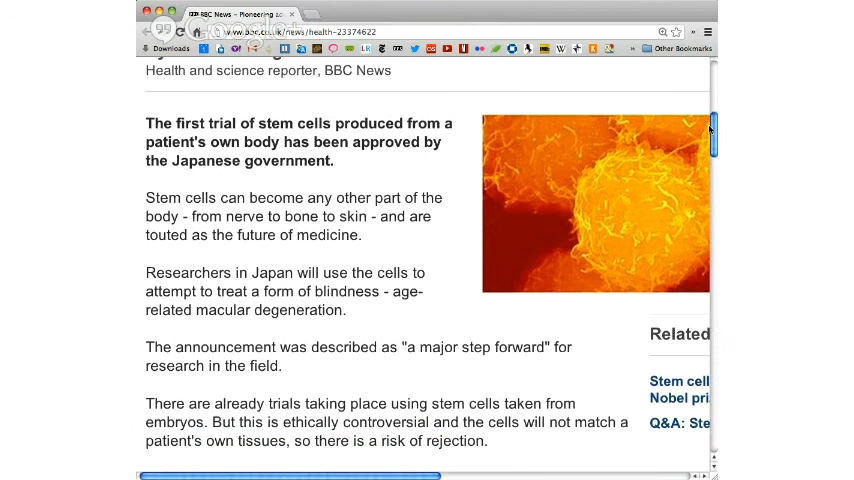 BBC News – Pioneering ad
Google+
www.bbc.co.uk/news/health-23374622
Downloads
Other Bookmarks
Health and science reporter, BBC News
The first trial of stem cells produced from a
patient's own body has been approved by
the Japanese government.
Stem cells can become any other part of the
body - from nerve to bone to skin - and are
touted as the future of medicine.
Researchers in Japan will use the cells to
attempt to treat a form of blindness - age-
related macular degeneration.
The announcement was described as "a major step forward" for
research in the field.
There are already trials taking place using stem cells taken from
embryos. But this is ethically controversial and the cells will not match a
patient's own tissues, so there is a risk of rejection.
Related
Stem cell
Nobel pri
Q&A: Ste